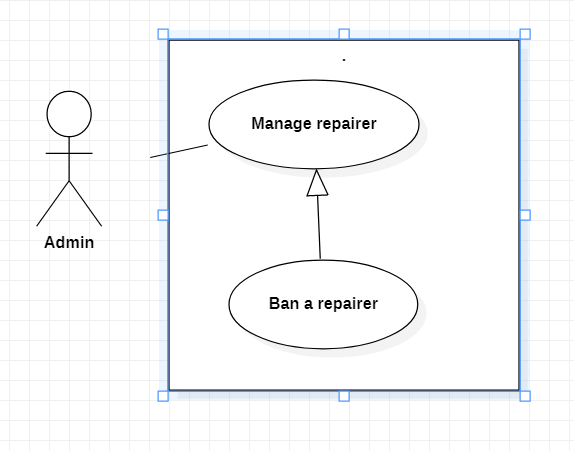 .
Manage repairer
Admin
Ban a repairer